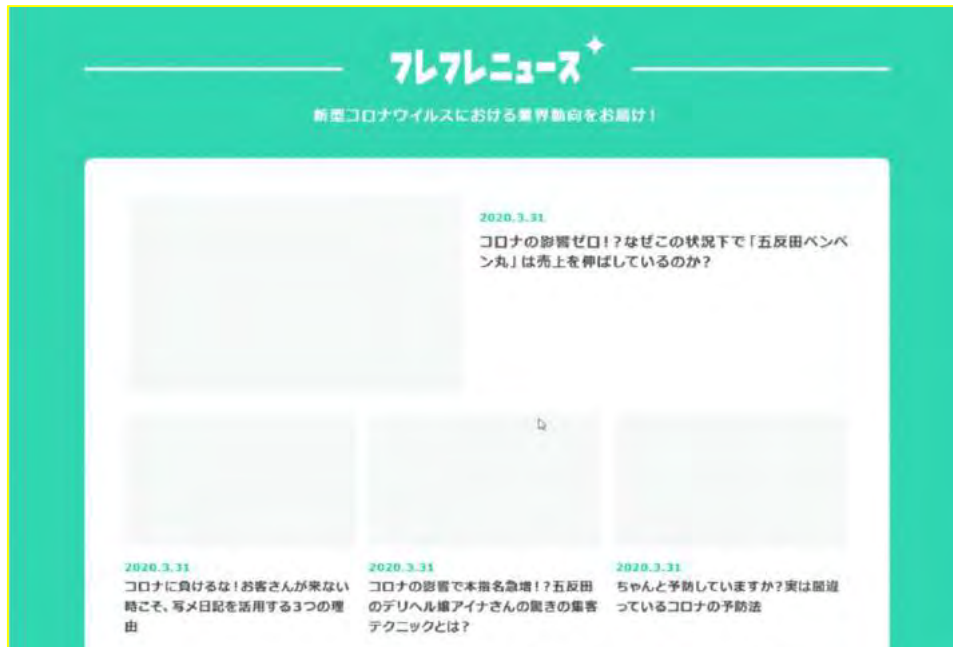 フレフレニュース
新型コロナウイルスにおける業界動向をお届け！
2020.3.31
コロナの影響ゼロ！？なぜこの状況下で「五反田ベンベ
ン丸」は売上を伸ばしているのか？
2020.3.31
コロナに負けるな！お客さんが来ない
時こそ、写メ日記を活用する3つの理
由
2020.3.31
コロナの影響で本指名急増！？五反田
のデリヘル嬢アイナさんの驚きの集客
テクニックとは？
2020.3.31
ちゃんと予防していますか？実は間違
っているコロナの予防法